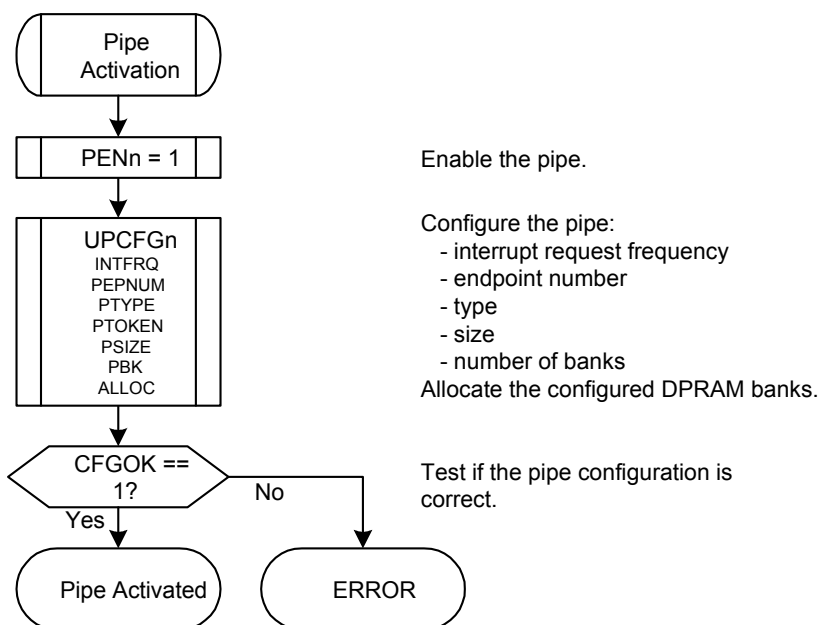 Pipe
Activation
PENn = 1
Enable the pipe.
UPCFGn
INTFRQ
PEPNUM
PTYPE
PTOKEN
PSIZE
PBK
ALLOC
Configure the pipe:
- interrupt request frequency
- endpoint number
- type
- size
- number of banks
Allocate the configured DPRAM banks.
CFGOK ==
1?
Test if the pipe configuration is
correct.
No
Yes
Pipe Activated
ERROR